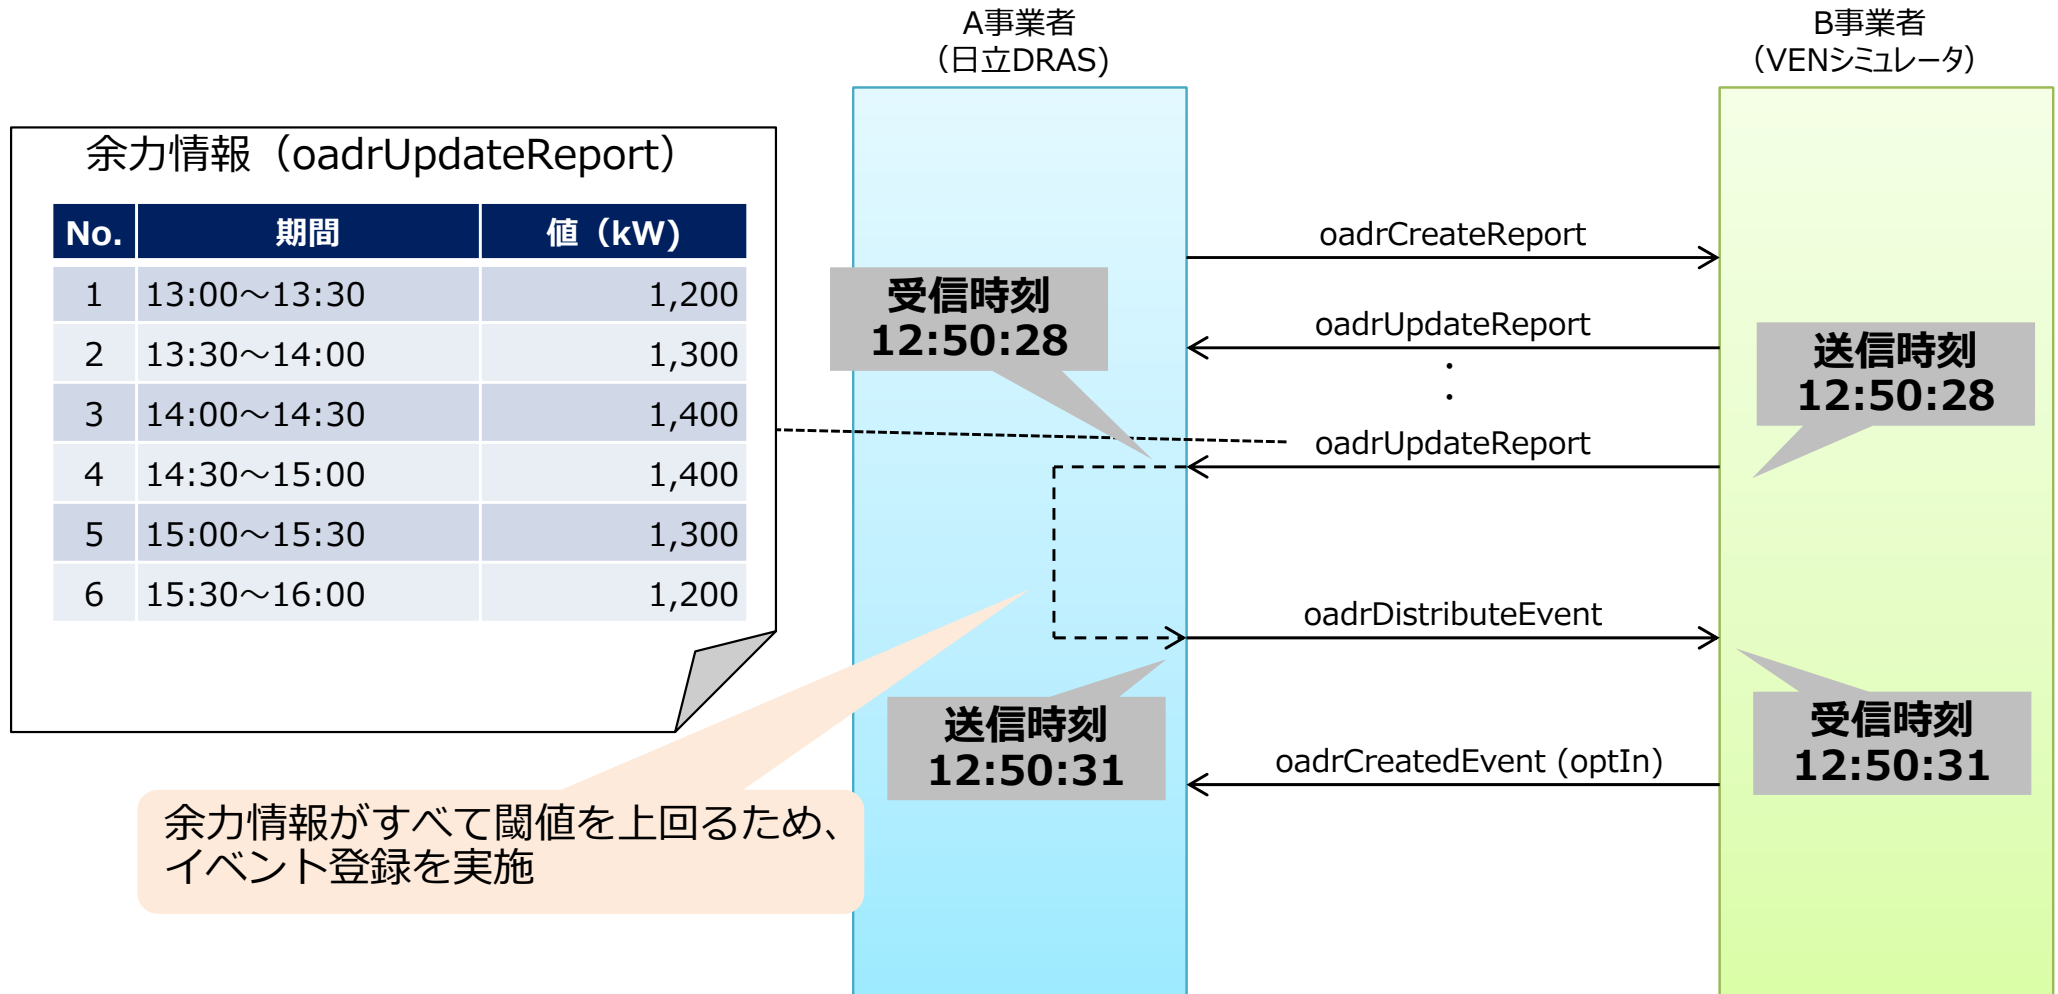 A事業者
（日立DRAS)
B事業者
（VENシミュレータ）
余力情報（oadrUpdateReport）
No. 期間 値（kW)
1 13:00～13:30 1,200
2 13:30～14:00 1,300
3 14:00～14:30 1,400
4 14:30～15:00 1,400
5 15:00～15:30 1,300
6 15:30～16:00 1,200
oadrCreateReport
受信時刻
12:50:28
oadrUpdateReport
・
・
送信時刻
12:50:28
oadrUpdateReport
oadrDistributeEvent
送信時刻
12:50:31
受信時刻
12:50:31
oadrCreatedEvent (optIn)
余力情報がすべて閾値を上回るため、
イベント登録を実施